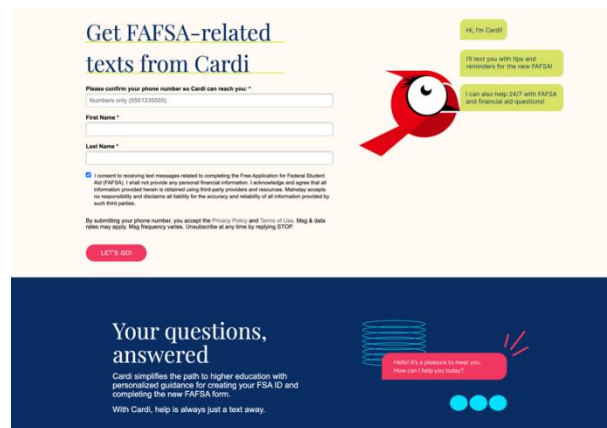 Get FAFSA-related
texts from Cardi
Please confirm your phone number so Cardi can reach you: *
Numbers only (5551235555)
First Name *
Last Name *
I consent to receiving text messages related to completing the Free Application for Federal Student
Aid (FAFSA). I shall not provide any personal financial information. I acknowledge and agree that all
information provided herein is obtained using third-party providers and resources. Mainstay accepts
no responsibility and disclaims all liability for the accuracy and reliability of all information provided by
such third parties.
By submitting your phone number, you accept the Privacy Policy and Terms of Use. Msg & data
rates may apply. Msg frequency varies. Unsubscribe at any time by replying STOP.
LET'S GO!
Hi, I'm Cardi!
I'll text you with tips and
reminders for the new FAFSA!
I can also help 24/7 with FAFSA
and financial aid questions!
Your questions,
answered
Cardi simplifies the path to higher education with
personalized guidance for creating your FSA ID and
completing the new FAFSA form.
With Cardi, help is always just a text away.
Hello! It's a pleasure to meet you.
How can I help you today?